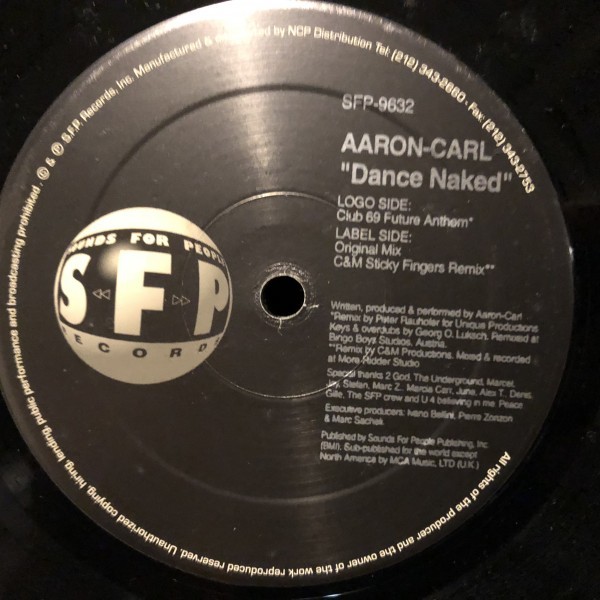 © & ℗ S.F.P. Records, Inc. Manufactured & by NCP Distribution Tel: (212) 343-2660 . Fax: (212) 343-2753
All rights of the producer and the owner of the work reproduced reserved. Unauthorized copying, hiring, lending, public performance and broadcasting prohibited.
SFP-9632
AARON-CARL
"Dance Naked"
LOGO SIDE:
Club 69 Future Anthem*
LABEL SIDE:
Original Mix
C&M Sticky Fingers Remix**
SOUNDS FOR PEOPLE
S F P
RECORDS
Written, produced & performed by Aaron-Carl
*Remix by Peter Rauhofer for Unique Productions
Keys & overdubs by Georg O. Luksch. Remixed at
Bingo Boys Studios, Austria.
**Remix by C&M Productions. Mixed & recorded
at More-Ridder Studio
Special thanks 2 God, The Underground, Marcel,
Stefan, Marc Z., Marcia Carr, June, Alex T., Denis,
Gille, The SFP crew and U 4 believing in me. Peace
Executive producers: Ivano Bellini, Pierre Zonzon
& Marc Sacheli
Published by Sounds For People Publishing, Inc.
(BMI). Sub-published for the world except
North America by MCA Music, LTD (U.K.)